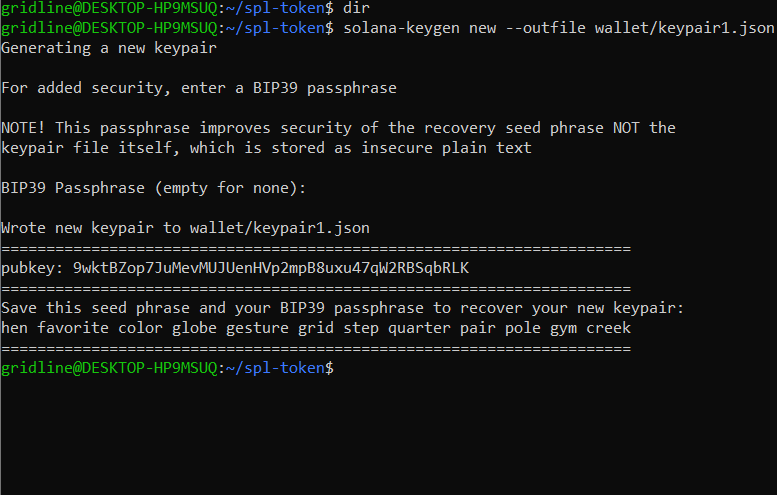 gridline@DESKTOP-HP9MSUQ:~/spl-token$ dir
gridline@DESKTOP-HP9MSUQ:~/spl-token$ solana-keygen new --outfile wallet/keypair1.json
Generating a new keypair
For added security, enter a BIP39 passphrase
NOTE! This passphrase improves security of the recovery seed phrase NOT the
keypair file itself, which is stored as insecure plain text
BIP39 Passphrase (empty for none):
Wrote new keypair to wallet/keypair1.json
======================================================================
pubkey: 9wktBZop7JuMevMUJUenHVp2mpB8uxu47qW2RBSqbRLK
======================================================================
Save this seed phrase and your BIP39 passphrase to recover your new keypair:
hen favorite color globe gesture grid step quarter pair pole gym creek
======================================================================
gridline@DESKTOP-HP9MSUQ:~/spl-token$